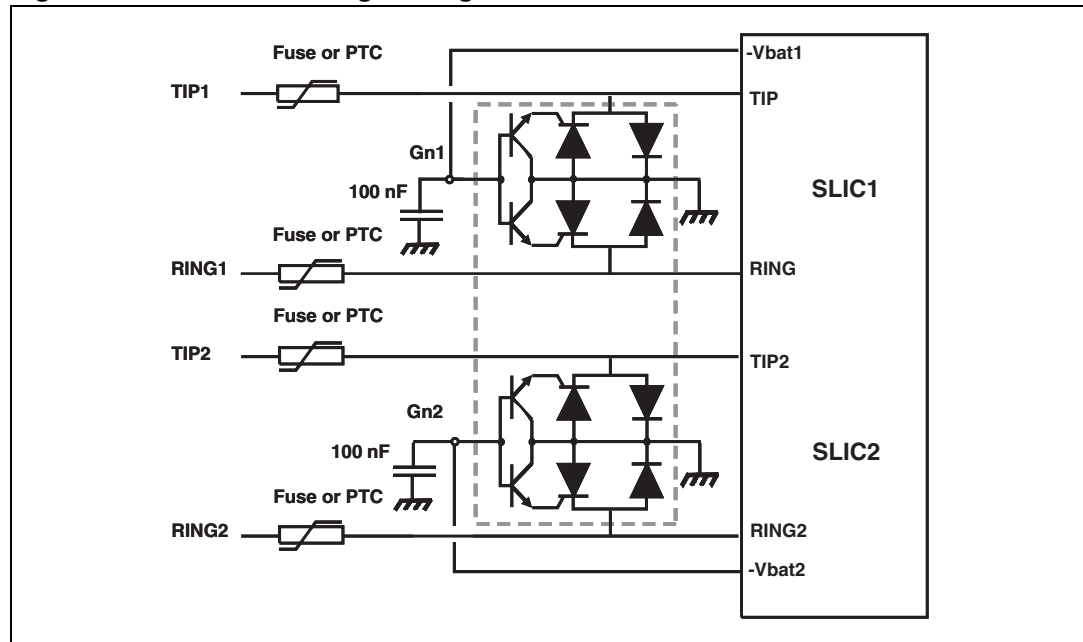 Fuse or PTC
-Vbat1
TIP1
TIP
Gn1
100 nF
SLIC1
Fuse or PTC
RING1
RING
Fuse or PTC
TIP2
TIP2
Gn2
100 nF
SLIC2
Fuse or PTC
RING2
RING2
-Vbat2